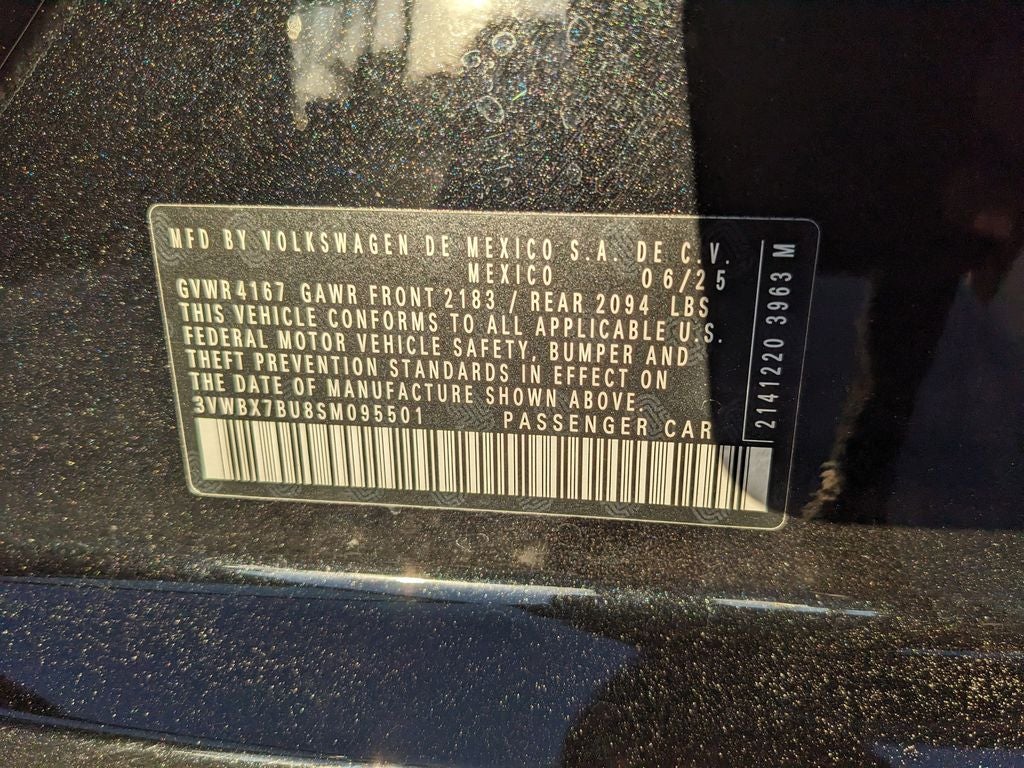 MFD BY VOLKSWAGEN DE MEXICO S.A. DE C.V.
MEXICO 06/25
GVWR 4167 GAWR FRONT 2183 / REAR 2094 LBS
THIS VEHICLE CONFORMS TO ALL APPLICABLE U.S.
FEDERAL MOTOR VEHICLE SAFETY, BUMPER AND
THEFT PREVENTION STANDARDS IN EFFECT ON
THE DATE OF MANUFACTURE SHOWN ABOVE.
3VWBX7BU8SM095501 PASSENGER CAR
2141220 3963 M